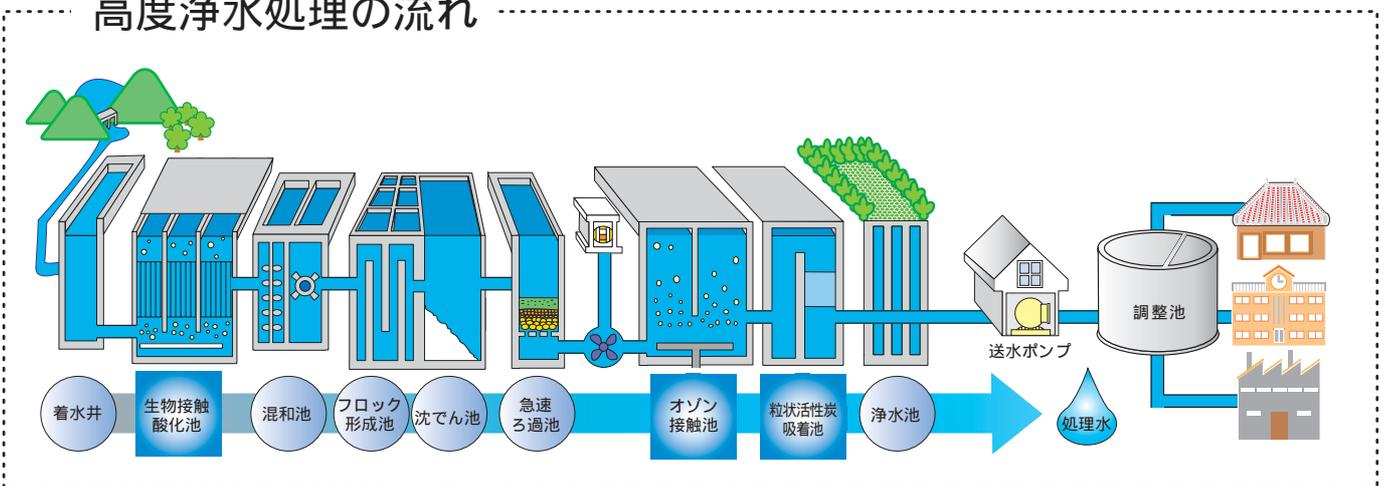 高度浄水処理の流れ
調整池
送水ポンプ
着水井
生物接触
酸化池
混和池
フロック
形成池
沈でん池
急速
ろ過池
オゾン
接触池
粒状活性炭
吸着池
浄水池
処理水